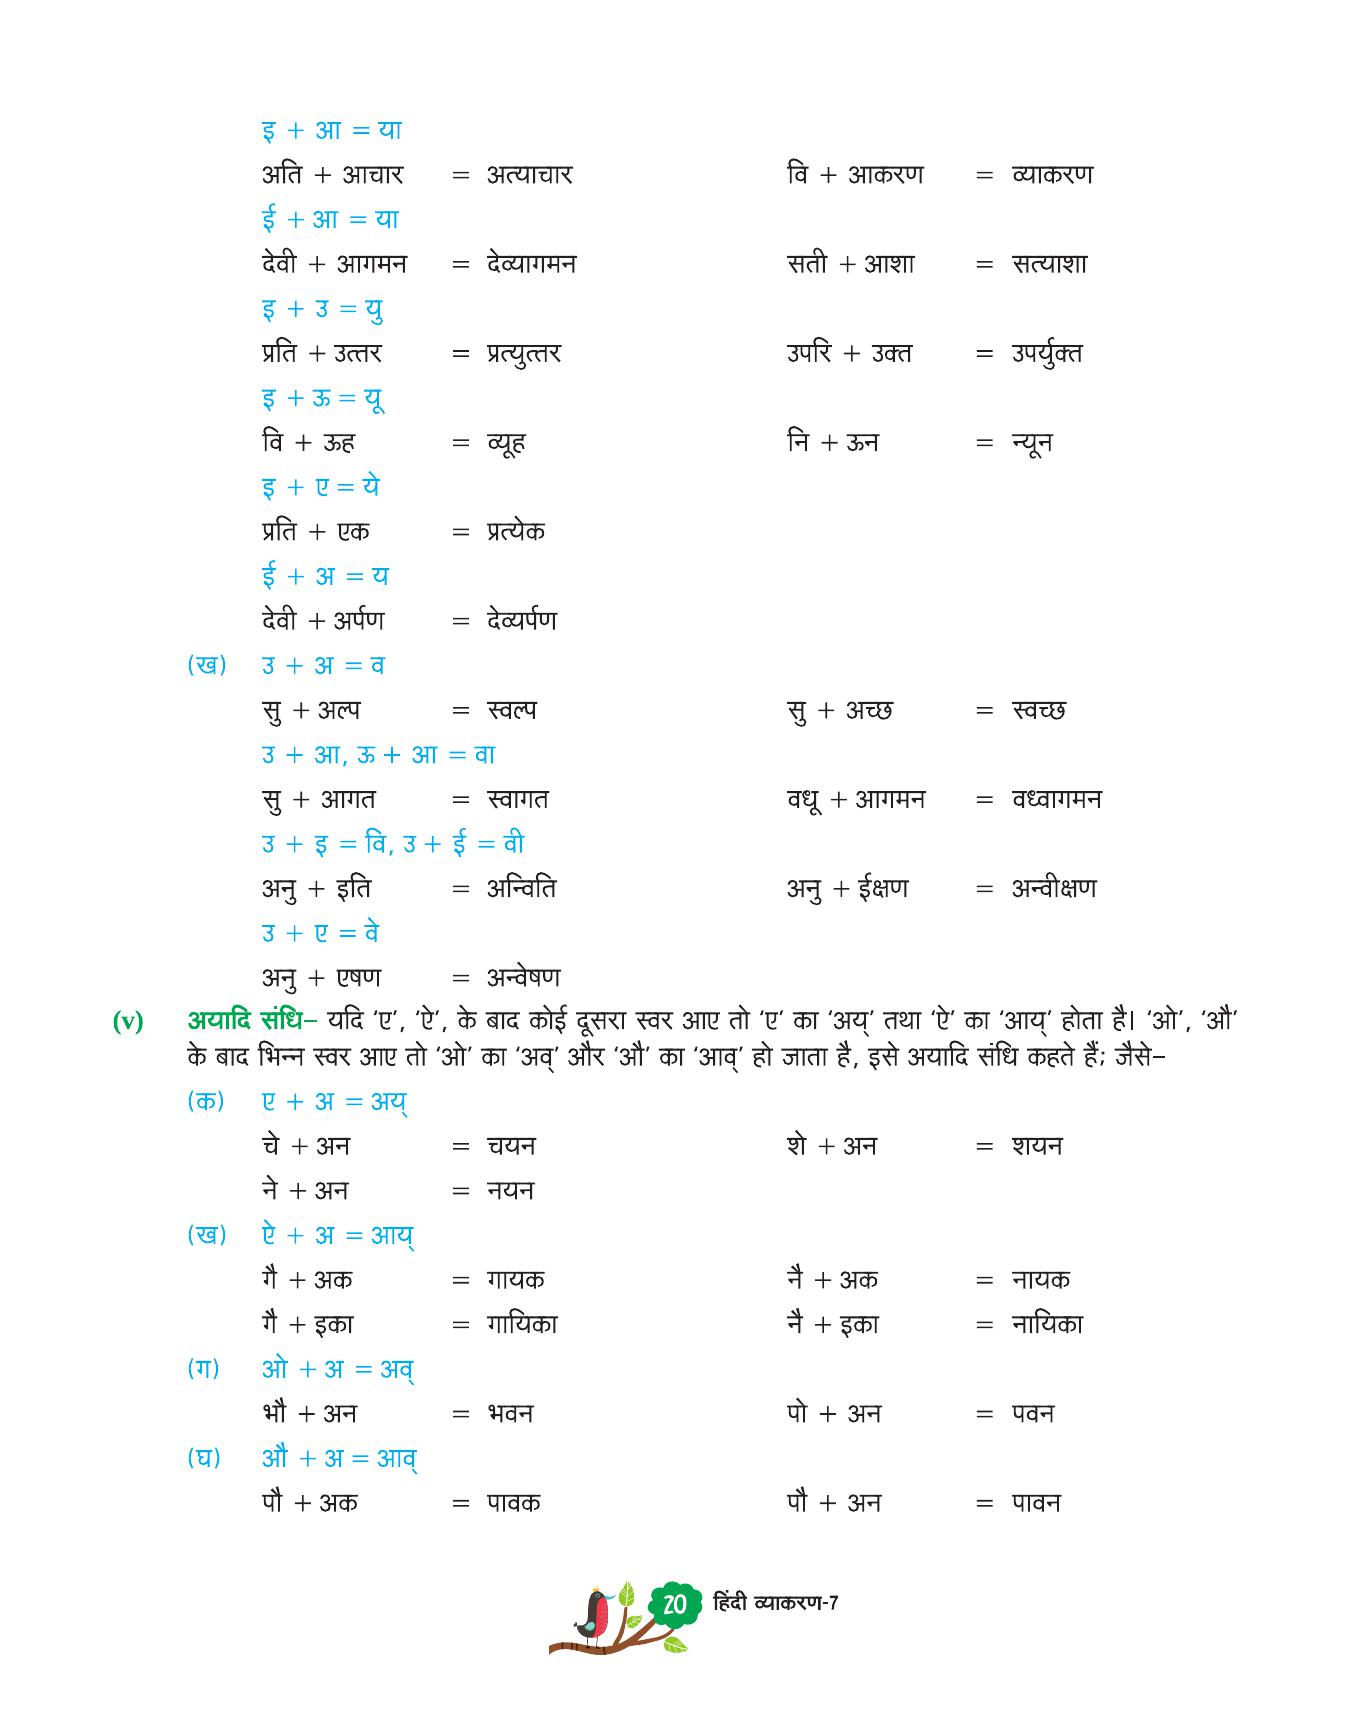 इ + आ = या
अति + आचार = अत्याचार वि + आकरण = व्याकरण
ई + आ = या
देवी + आगमन = देव्यागमन सती + आशा = सत्याशा
इ + उ = यु
प्रति + उत्तर = प्रत्युत्तर उपरि + उक्त = उपर्युक्त
इ + ऊ = यू
वि + ऊह = व्यूह नि + ऊन = न्यून
इ + ए = ये
प्रति + एक = प्रत्येक
ई + अ = य
देवी + अर्पण = देव्यर्पण
(ख) उ + अ = व
सु + अल्प = स्वल्प सु + अच्छ = स्वच्छ
उ + आ, ऊ + आ = वा
सु + आगत = स्वागत वधू + आगमन = वध्वागमन
उ + इ = वि, उ + ई = वी
अनु + इति = अन्विति अनु + ईक्षण = अन्वीक्षण
उ + ए = वे
अनु + एषण = अन्वेषण
(v) अयादि संधि– यदि ‘ए’, ‘ऐ’, के बाद कोई दूसरा स्वर आए तो ‘ए’ का ‘अय्’ तथा ‘ऐ’ का ‘आय्’ होता है। ‘ओ’, ‘औ’
के बाद भिन्न स्वर आए तो ‘ओ’ का ‘अव्’ और ‘औ’ का ‘आव्’ हो जाता है, इसे अयादि संधि कहते हैं; जैसे–
(क) ए + अ = अय्
चे + अन = चयन शे + अन = शयन
ने + अन = नयन
(ख) ऐ + अ = आय्
गै + अक = गायक नै + अक = नायक
गै + इका = गायिका नै + इका = नायिका
(ग) ओ + अ = अव्
भौ + अन = भवन पो + अन = पवन
(घ) औ + अ = आव्
पौ + अक = पावक पौ + अन = पावन
20 हिंदी व्याकरण-7